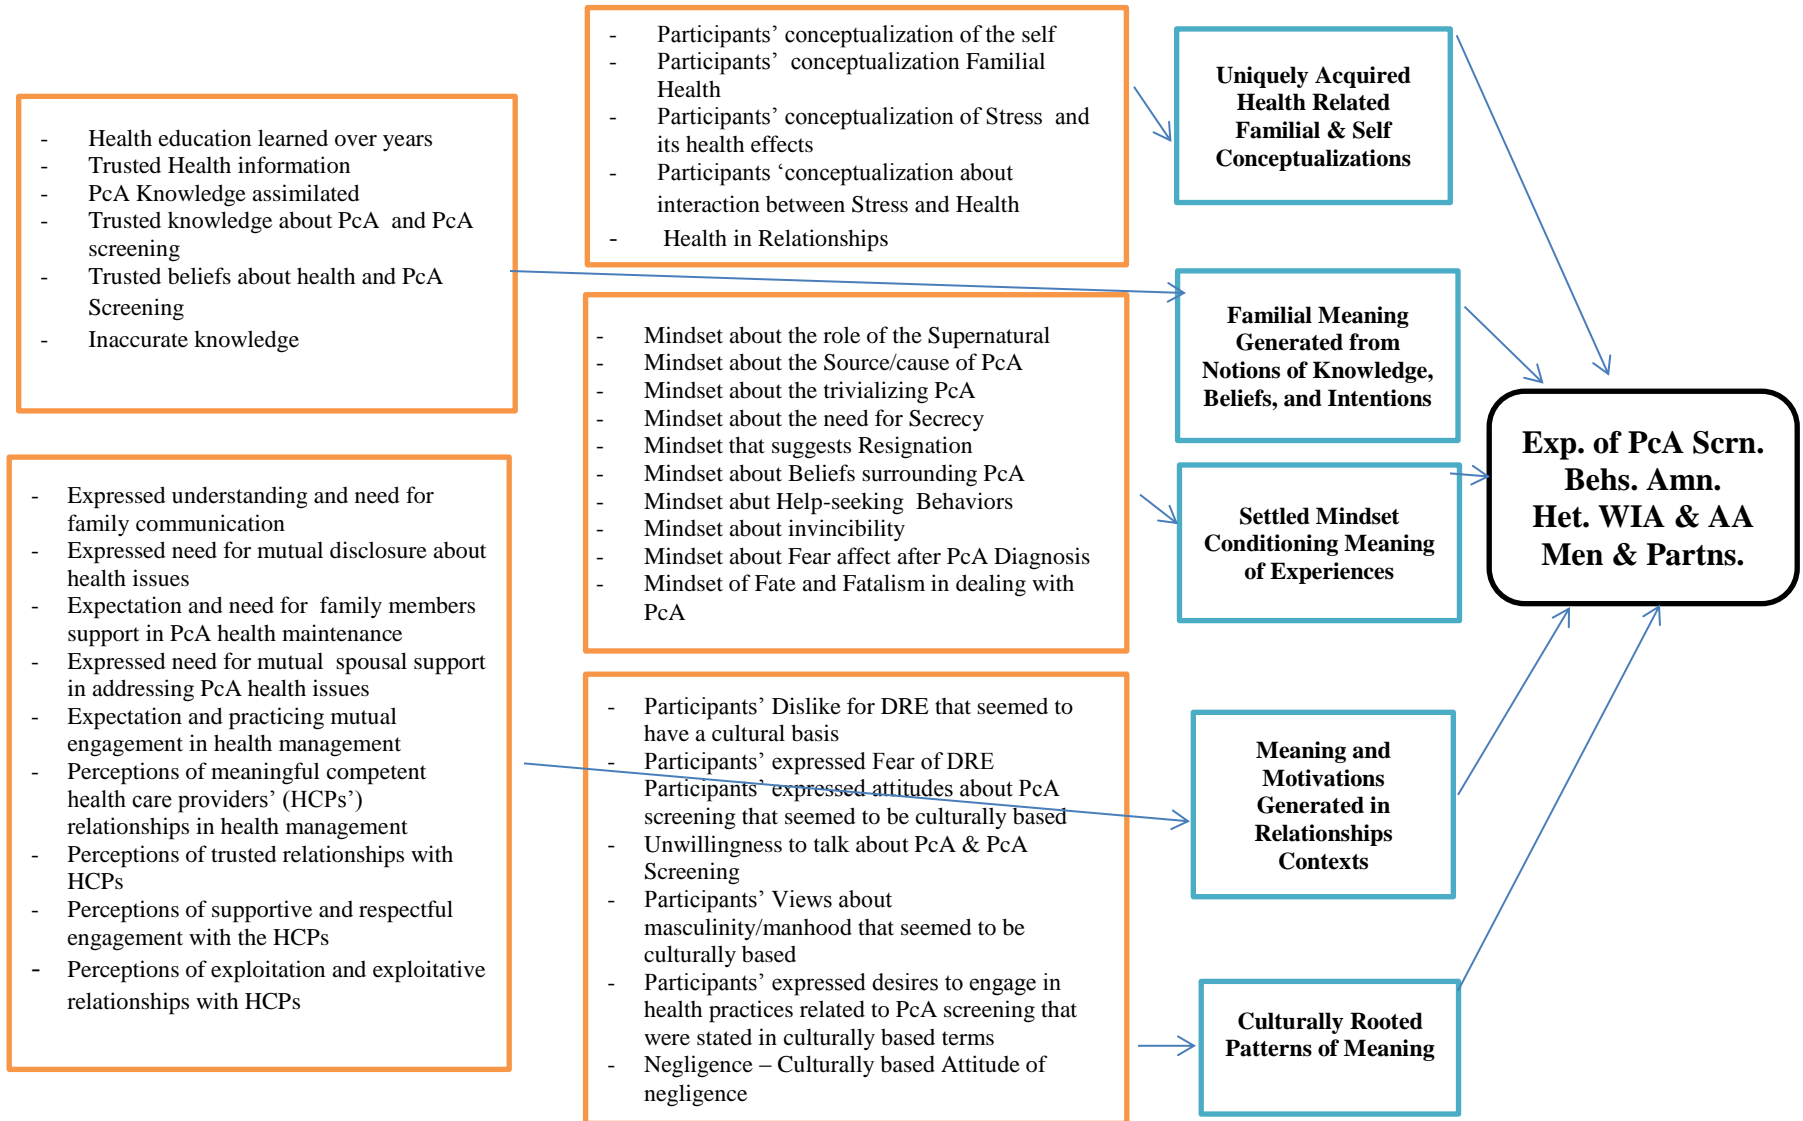 - Health education learned over years
- Trusted Health information
- PcA Knowledge assimilated
- Trusted knowledge about PcA and PcA
screening
- Trusted beliefs about health and PcA
Screening
- Inaccurate knowledge
- Expressed understanding and need for
family communication
- Expressed need for mutual disclosure about
health issues
- Expectation and need for family members
support in PcA health maintenance
- Expressed need for mutual spousal support
in addressing PcA health issues
- Expectation and practicing mutual
engagement in health management
- Perceptions of meaningful competent
health care providers’ (HCPs’)
relationships in health management
- Perceptions of trusted relationships with
HCPs
- Perceptions of supportive and respectful
engagement with the HCPs
- Perceptions of exploitation and exploitative
relationships with HCPs
- Participants’ conceptualization of the self
- Participants’ conceptualization Familial
Health
- Participants’ conceptualization of Stress and
its health effects
- Participants ‘conceptualization about
interaction between Stress and Health
- Health in Relationships
- Mindset about the role of the Supernatural
- Mindset about the Source/cause of PcA
- Mindset about the trivializing PcA
- Mindset about the need for Secrecy
- Mindset that suggests Resignation
- Mindset about Beliefs surrounding PcA
- Mindset abut Help-seeking Behaviors
- Mindset about invincibility
- Mindset about Fear affect after PcA Diagnosis
- Mindset of Fate and Fatalism in dealing with
PcA
- Participants’ Dislike for DRE that seemed to
have a cultural basis
- Participants’ expressed Fear of DRE
Participants’ expressed attitudes about PcA
screening that seemed to be culturally based
- Unwillingness to talk about PcA & PcA
Screening
- Participants’ Views about
masculinity/manhood that seemed to be
culturally based
- Participants’ expressed desires to engage in
health practices related to PcA screening that
were stated in culturally based terms
- Negligence – Culturally based Attitude of
negligence
Uniquely Acquired
Health Related
Familial & Self
Conceptualizations
Familial Meaning
Generated from
Notions of Knowledge,
Beliefs, and Intentions
Settled Mindset
Conditioning Meaning
of Experiences
Meaning and
Motivations
Generated in
Relationships
Contexts
Culturally Rooted
Patterns of Meaning
Exp. of PcA Scrn.
Behs. Amn.
Het. WIA & AA
Men & Partns.